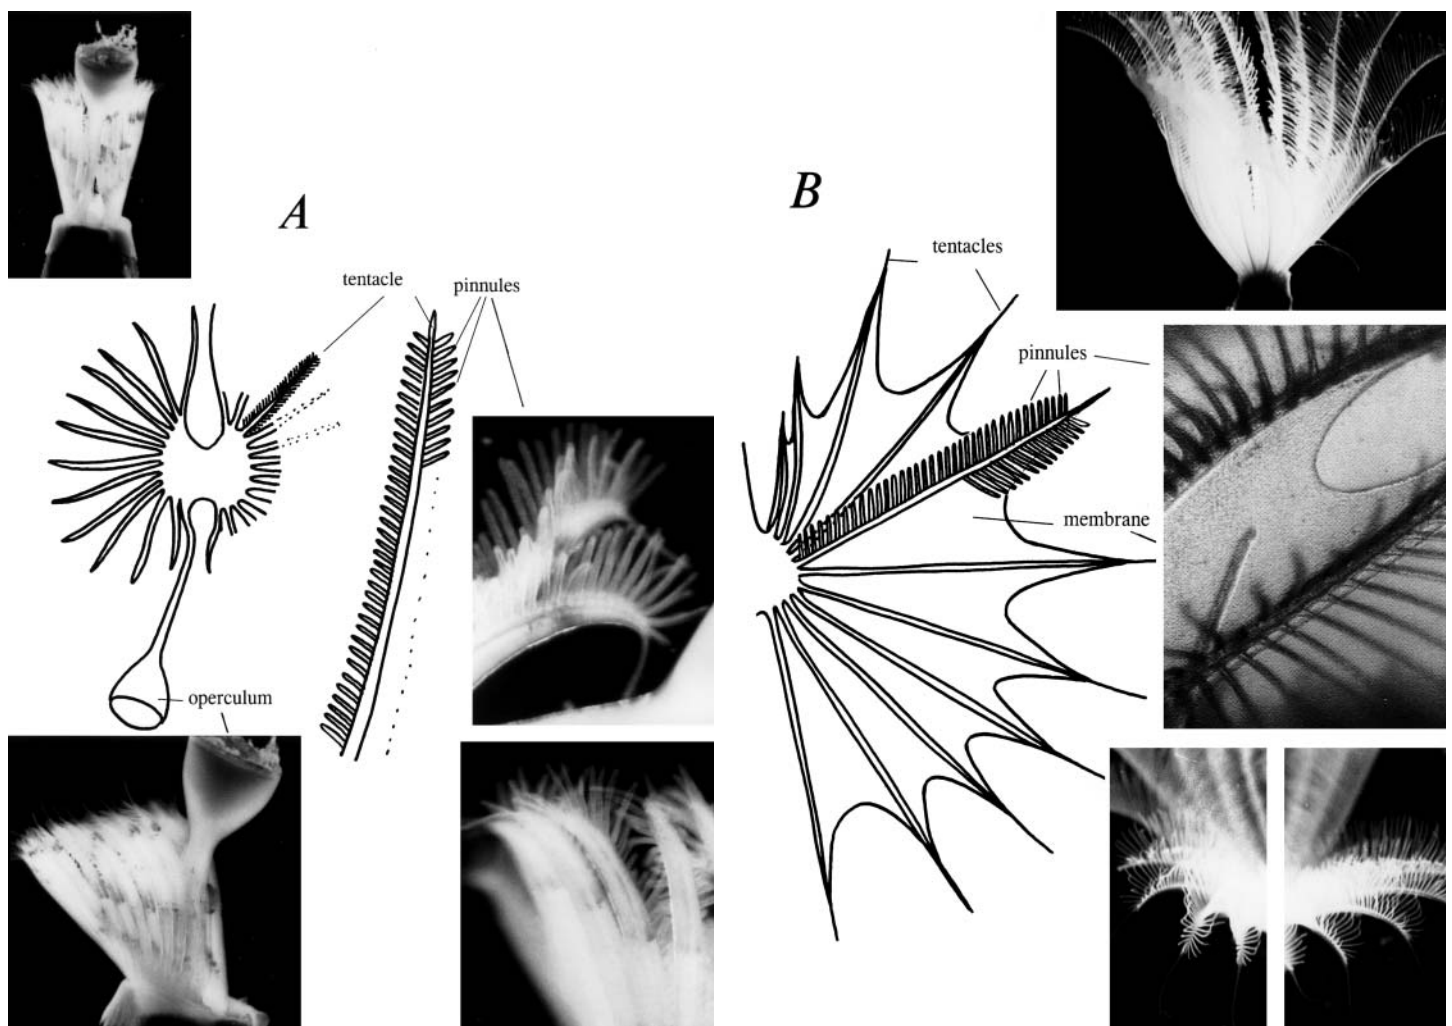 A
B
tentacle
pinnules
operculum
tentacles
pinnules
membrane